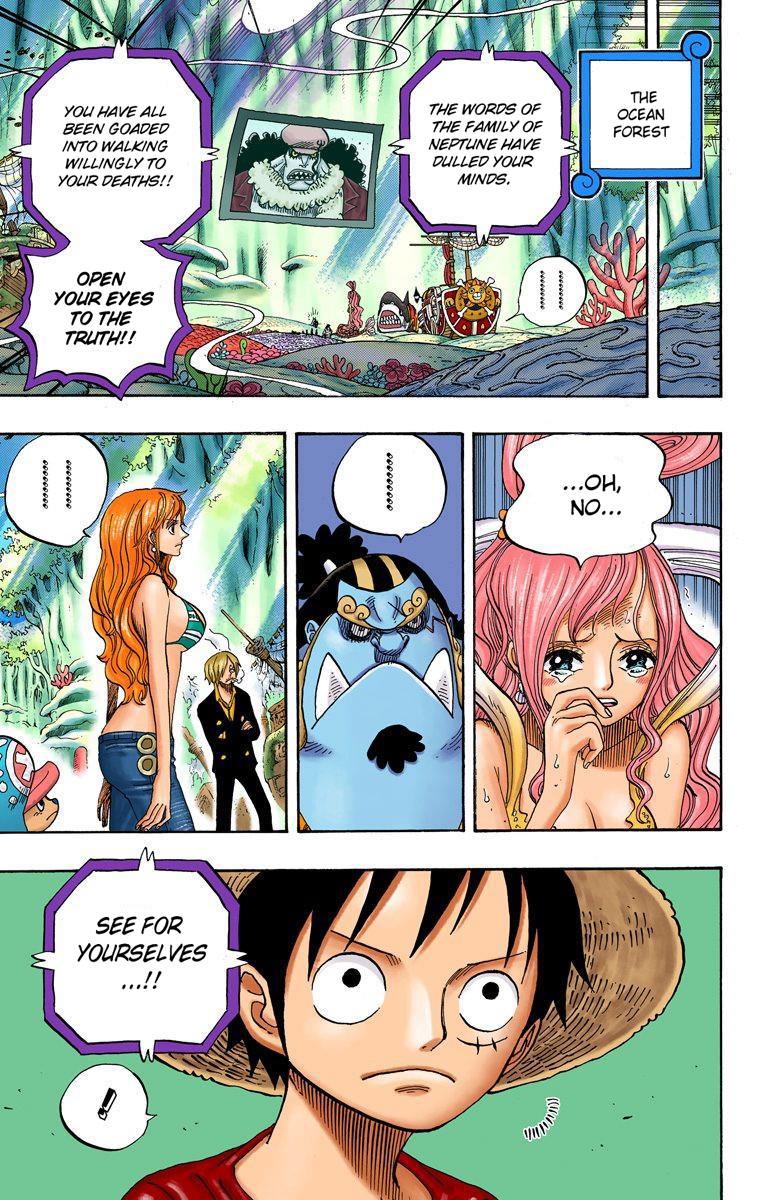 THE
OCEAN
FOREST
THE WORDS OF
THE FAMILY OF
NEPTUNE HAVE
DULLED YOUR
MINDS.
YOU HAVE ALL
BEEN GOADED
INTO WALKING
WILLINGLY TO
YOUR DEATHS!!
OPEN
YOUR EYES
TO THE
TRUTH!!
...OH,
NO...
SEE FOR
YOURSELVES
...!!
!